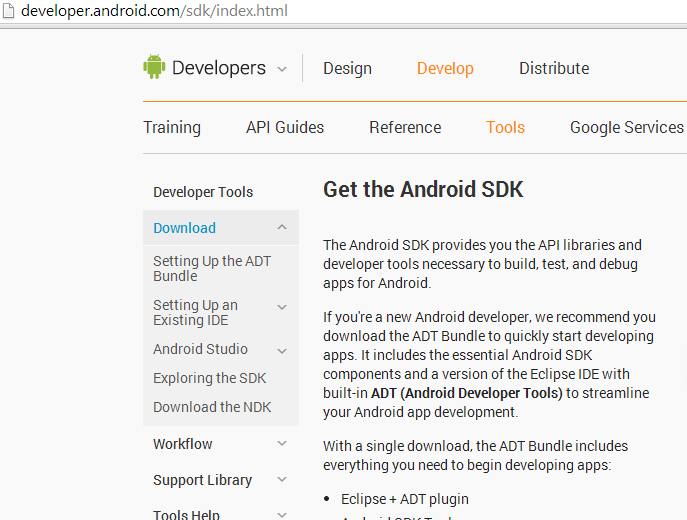 developer.android.com/sdk/index.html
Developers Design Develop Distribute
Training API Guides Reference Tools Google Services
Developer Tools
Download
Setting Up the ADT
Bundle
Setting Up an
Existing IDE
Android Studio
Exploring the SDK
Download the NDK
Workflow
Support Library
Tools Help
Get the Android SDK
The Android SDK provides you the API libraries and
developer tools necessary to build, test, and debug
apps for Android.
If you're a new Android developer, we recommend you
download the ADT Bundle to quickly start developing
apps. It includes the essential Android SDK
components and a version of the Eclipse IDE with
built-in ADT (Android Developer Tools) to streamline
your Android app development.
With a single download, the ADT Bundle includes
everything you need to begin developing apps:
• Eclipse + ADT plugin